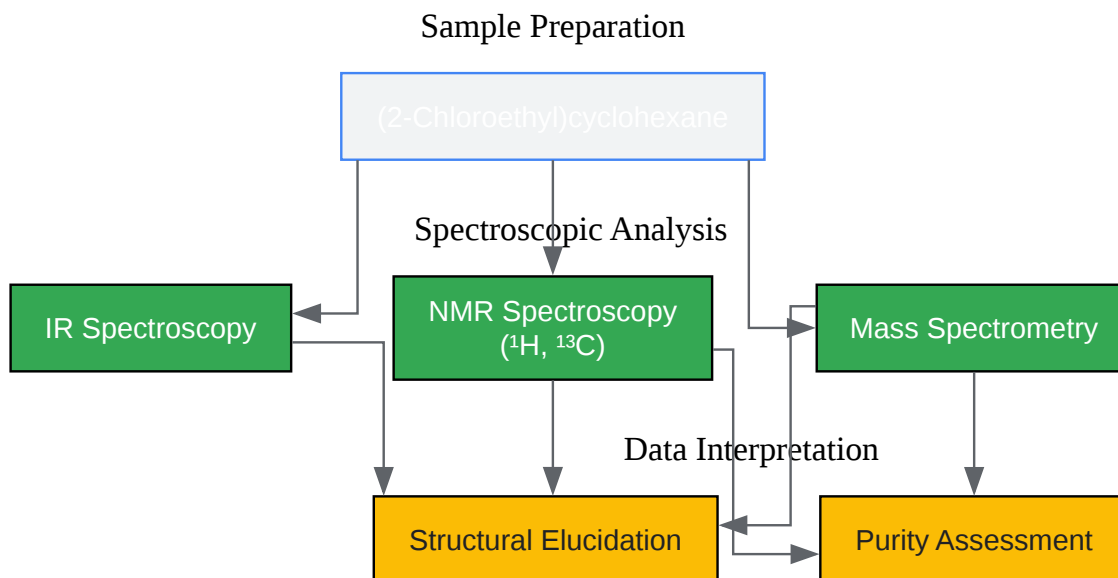 Sample Preparation
(2-Chloroethyl)cyclohexane
Spectroscopic Analysis
IR Spectroscopy
NMR Spectroscopy
(¹H, ¹³C)
Mass Spectrometry
Data Interpretation
Structural Elucidation
Purity Assessment